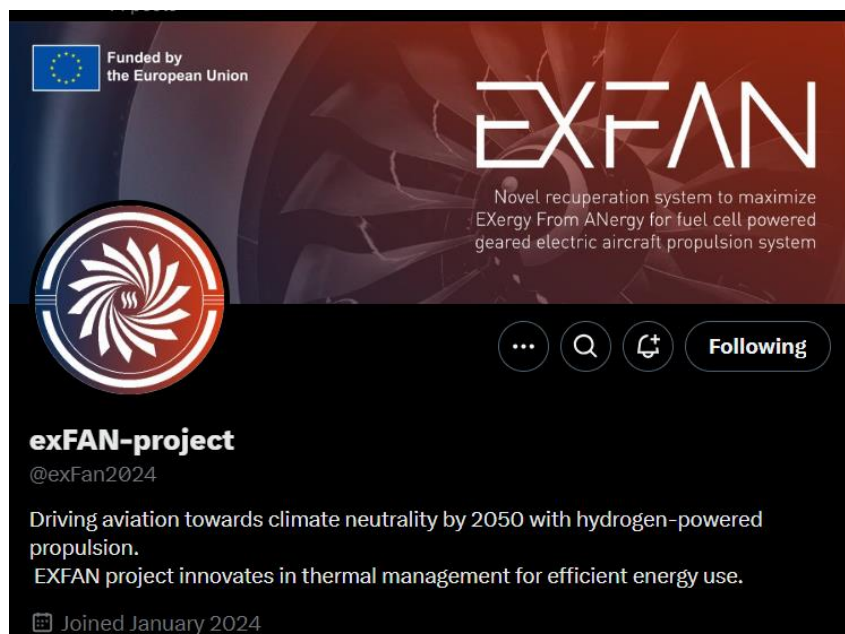 Funded by
the European Union
EXFAN
Novel recuperation system to maximize
EXergy From ANergy for fuel cell powered
geared electric aircraft propulsion system
Following
exFAN-project
@exFan2024
Driving aviation towards climate neutrality by 2050 with hydrogen-powered
propulsion.
EXFAN project innovates in thermal management for efficient energy use.
Joined January 2024